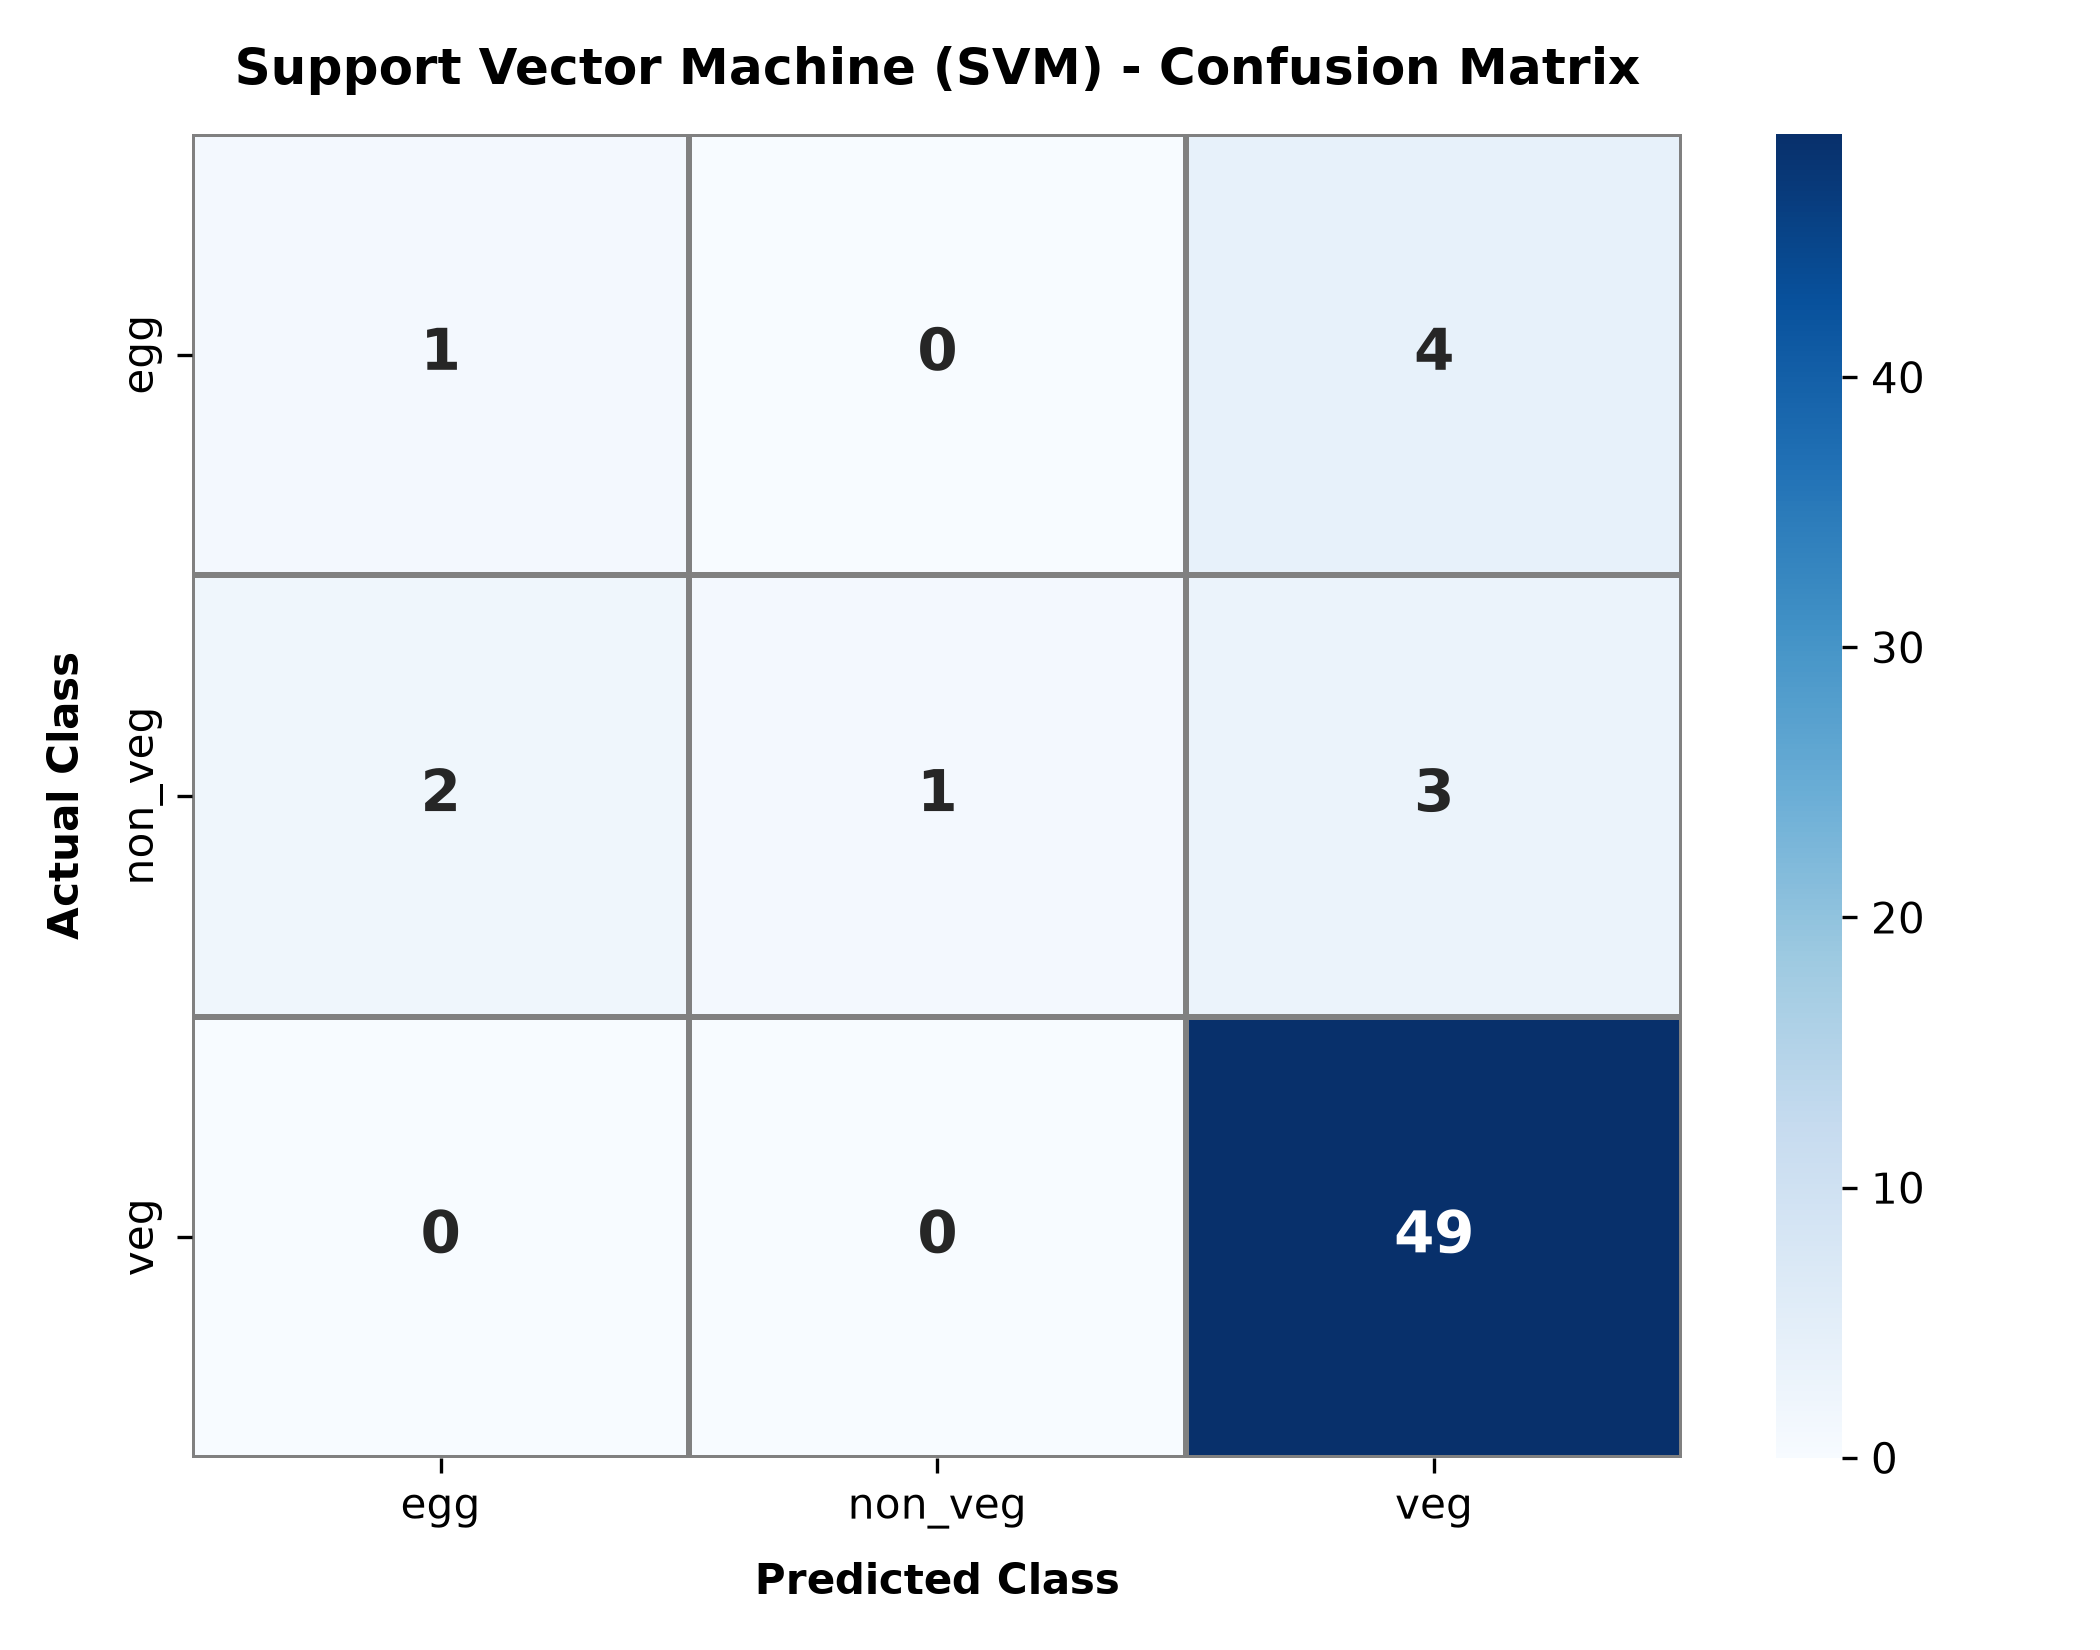 Support Vector Machine (SVM) - Confusion Matrix
Actual Class
egg
1 0 4
non_veg
2 1 3
veg
0 0 49
egg non_veg veg
Predicted Class
40
30
20
10
0